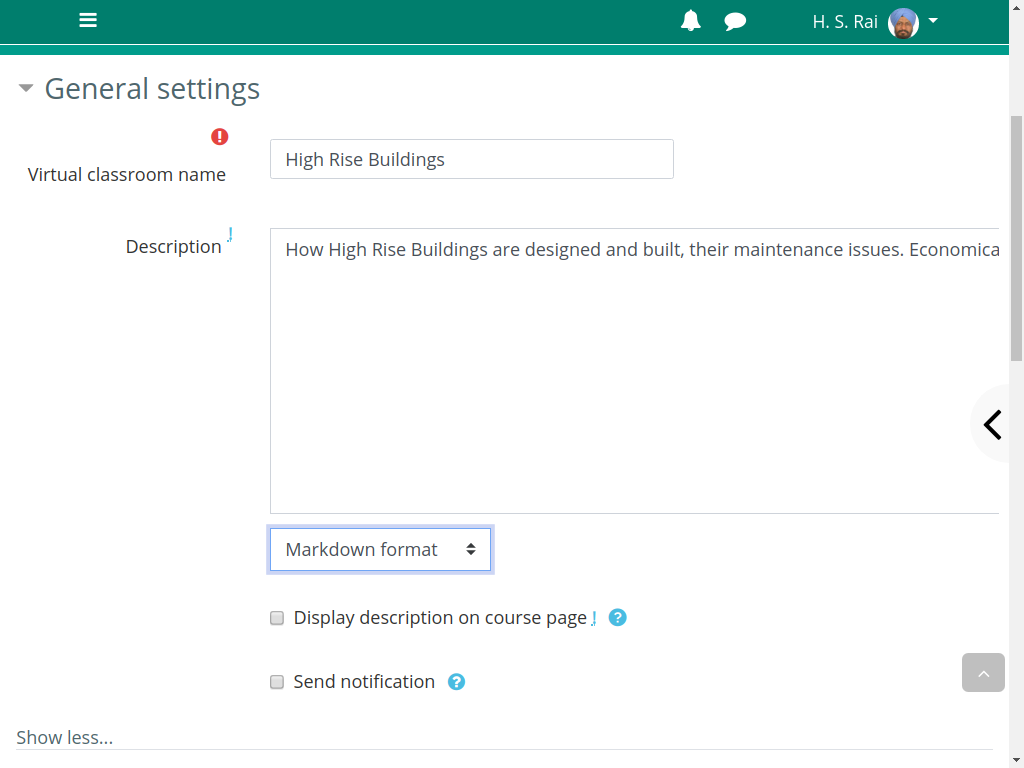 H. S. Rai
General settings
Virtual classroom name
High Rise Buildings
Description
How High Rise Buildings are designed and built, their maintenance issues. Economica
Markdown format
Display description on course page
Send notification
Show less...